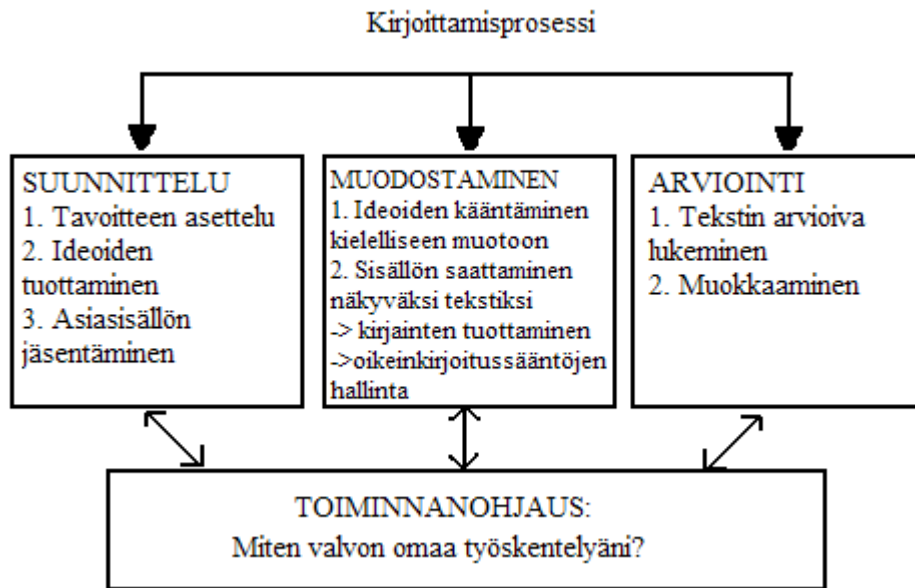 Kirjoittamisprosessi
SUUNNITTELU
1. Tavoitteen asettelu
2. Ideoiden
tuottaminen
3. Asiasisällön
jäsentäminen
MUODOSTAMINEN
1. Ideoiden kääntäminen
kielelliseen muotoon
2. Sisällön saattaminen
näkyväksi tekstiksi
-> kirjainten tuottaminen
->oikeinkirjoitussääntöjen
hallinta
ARVIOINTI
1. Tekstin arvioiva
lukeminen
2. Muokkaaminen
TOIMINNANOHJAUS:
Miten valvon omaa työskentelyäni?